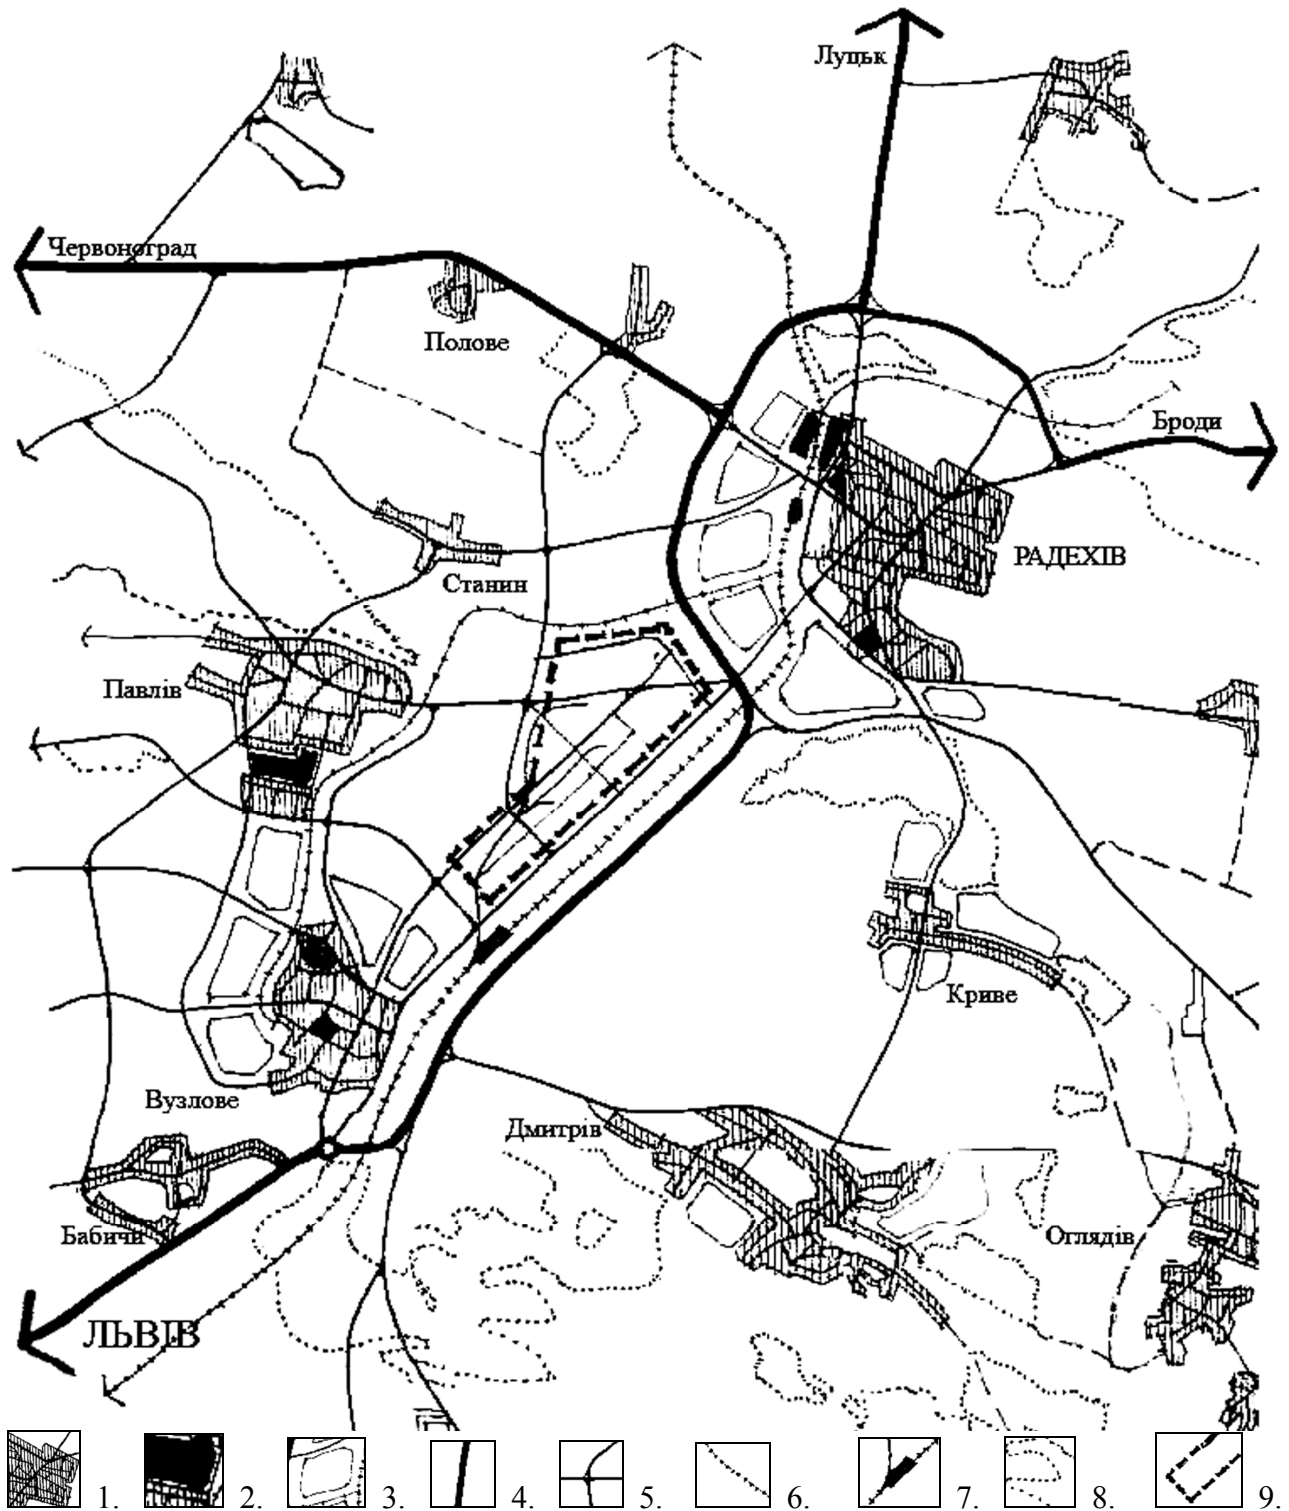 Луцьк
Червоноград
Полове
Броди
РАДЕХІВ
Станин
Павлів
Криве
Вузлове
Дмитрів
Бабичи
Оглядів
ЛЬВІВ
1. 2. 3. 4. 5. 6. 7. 8. 9.